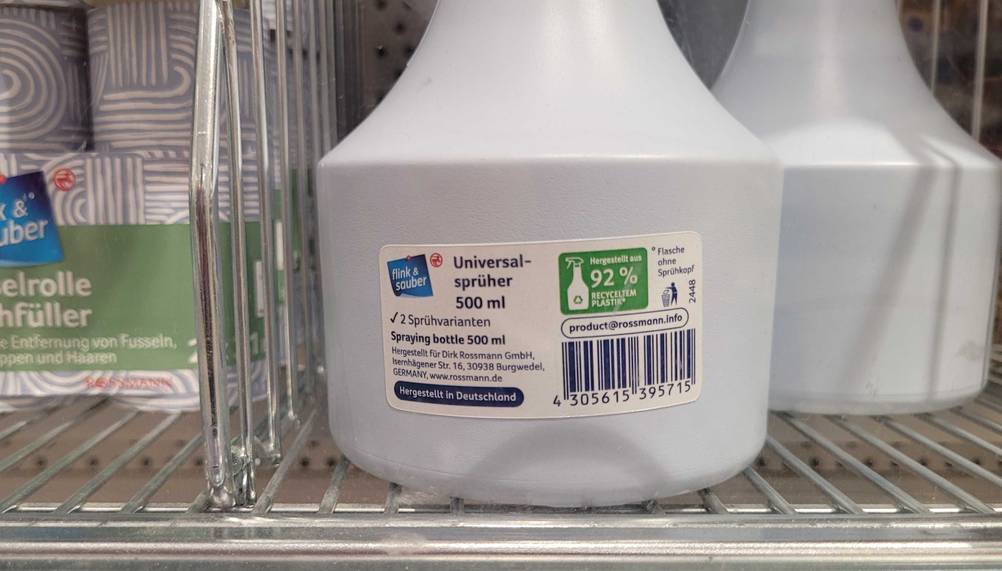 flink &
sauber
Universal-
sprüher
500 ml
✓ 2 Sprühvarianten
Spraying bottle 500 ml
Hergestellt für Dirk Rossmann GmbH,
Isernhägener Str. 16, 30938 Burgwedel,
GERMANY, www.rossmann.de
Hergestellt in Deutschland
Hergestellt aus
92 %
RECYCELTEM
PLASTIK*
° Flasche
ohne
Sprühkopf
2448
product@rossmann.info
4 305615 395715
k &
uber
elrolle
hfüller
e Entfernung von Fusseln,
ppen und Haaren
ROSSMANN